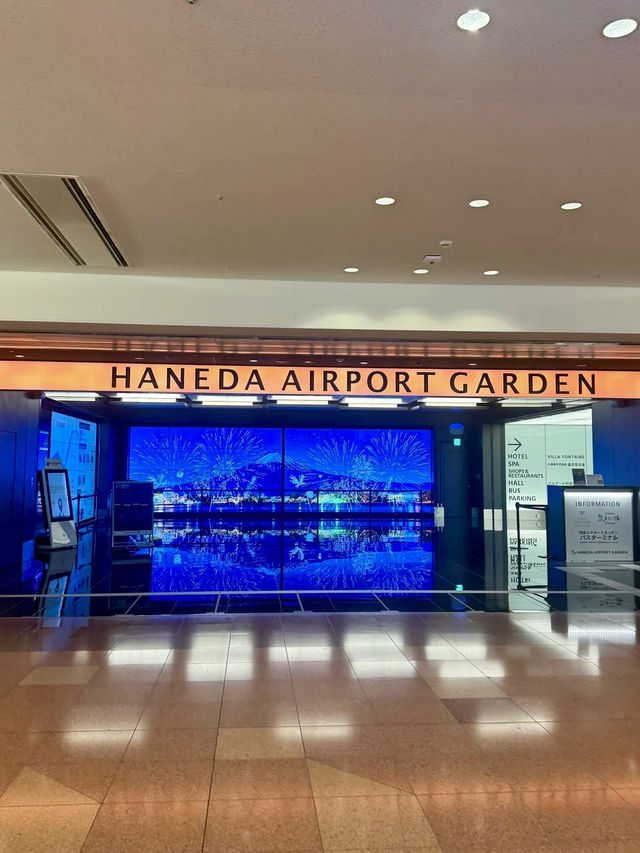 HANEDA AIRPORT GARDEN
HOTEL
SPA
SHOPS &
RESTAURANTS
HALL
BUS
PARKING
VILLA FONTAINE
INFORMATION
バスターミナル
HANEDA AIRPORT GARDEN